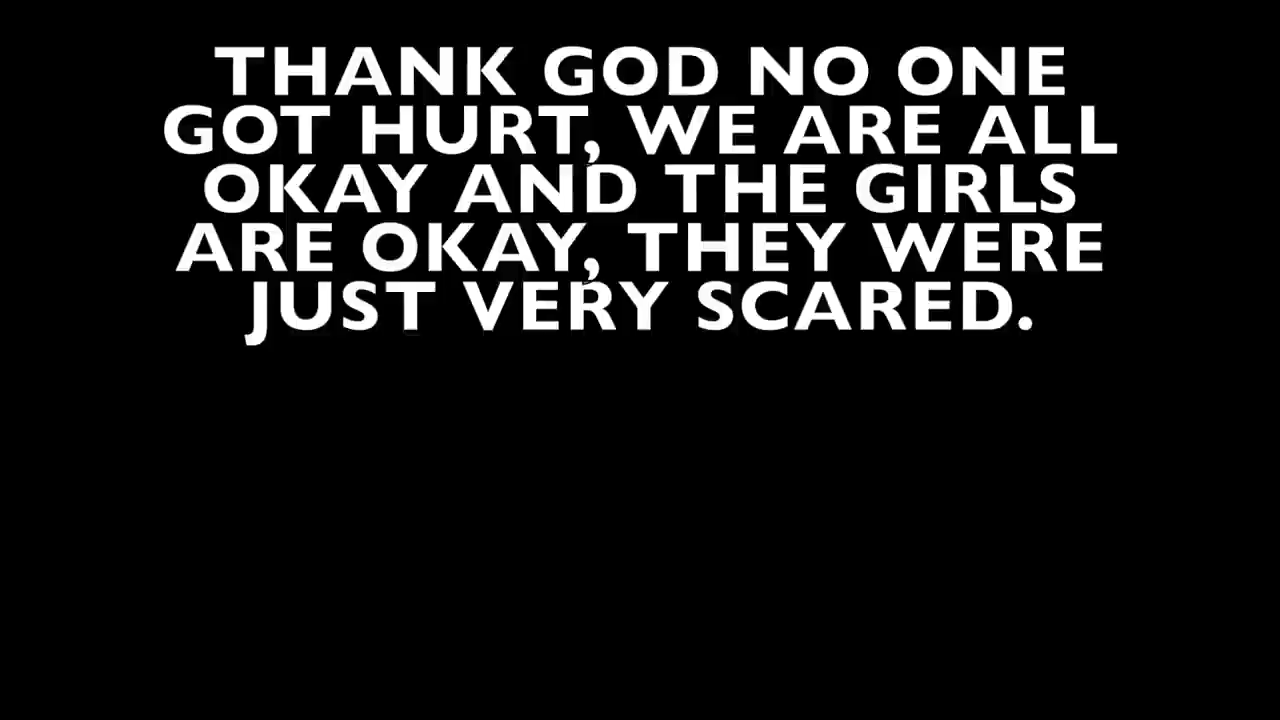 THANK GOD NO ONE
GOT HURT, WE ARE ALL
OKAY AND THE GIRLS
ARE OKAY, THEY WERE
JUST VERY SCARED.